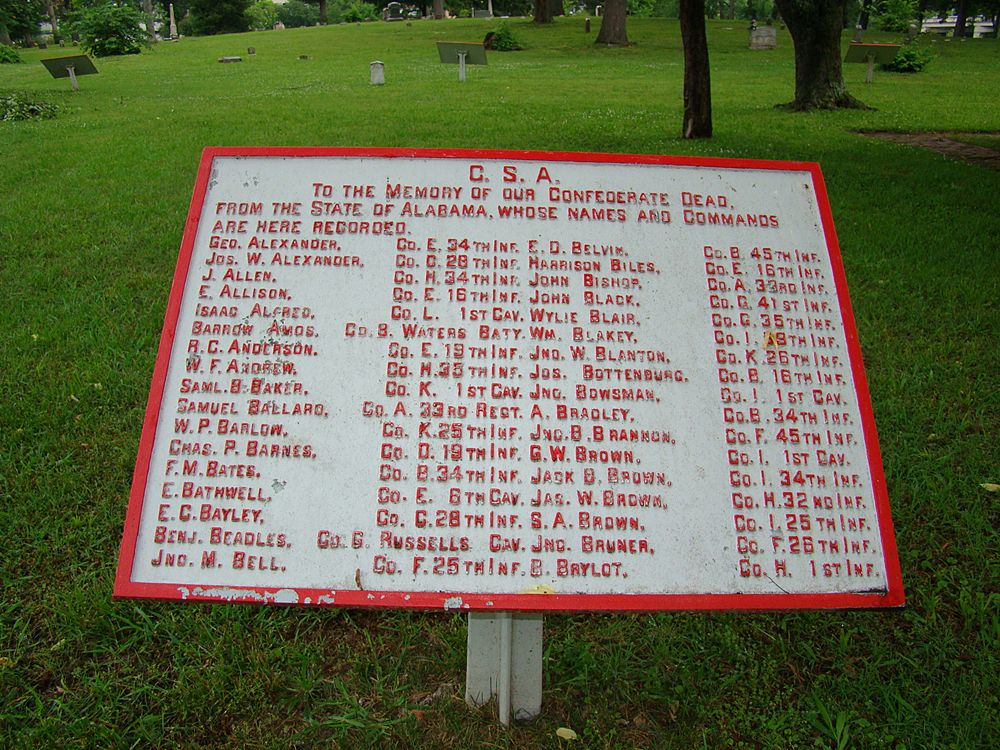 C. S. A.
TO THE MEMORY OF OUR CONFEDERATE DEAD,
FROM THE STATE OF ALABAMA, WHOSE NAMES AND COMMANDS
ARE HERE RECORDED.
GEO. ALEXANDER, CO. E. 34TH INF. E. D. BELVIN, CO. B. 45TH INF.
JOS. W. ALEXANDER, CO. C. 28TH INF. HARRISON BILES, CO. E. 16TH INF.
J. ALLEN, CO. H. 34TH INF. JOHN BISHOP, CO. A. 33RD INF.
E. ALLISON, CO. E. 16TH INF. JOHN BLACK, CO. G. 41ST INF.
ISAAC ALFRED, CO. L. 1ST CAV. WYLIE BLAIR, CO. G. 35TH INF.
BARROW AMOS. CO. B. WATERS BATY. WM. BLAKEY, CO. I. INF.
R. C. ANDERSON, CO. E. 19TH INF. JNO. W. BLANTON, CO. K. 26TH INF.
W. F. ANDREW, CO. H. 35TH INF. JOS. BOTTENBURG, CO. B. 16TH INF.
SAML. B. BAKER, CO. K. 1ST CAV. JNO. BOWSMAN, CO. I. 1ST CAV.
SAMUEL BALLARD, CO. A. 33RD REGT. A. BRADLEY, CO. B. 34TH INF.
W. P. BARLOW, CO. K. 25TH INF. JNO. B. BRANNON, CO. F. 45TH INF.
CHAS. P. BARNES, CO. D. 19TH INF. G. W. BROWN, CO. I. 1ST CAV.
F. M. BATES, CO. B. 34TH INF. JACK B. BROWN, CO. I. 34TH INF.
E. BATHWELL, CO. E. 6TH CAV. JAS. W. BROWN, CO. H. 32ND INF.
E. C. BAYLEY, CO. C. 28TH INF. S. A. BROWN, CO. I. 25TH INF.
BENJ. BEADLES, CO. G. RUSSELLS CAV. JNO. BRUNER, CO. F. 26TH INF.
JNO. M. BELL, CO. F. 25TH INF. B. BRYLOT, CO. H. 1ST INF.